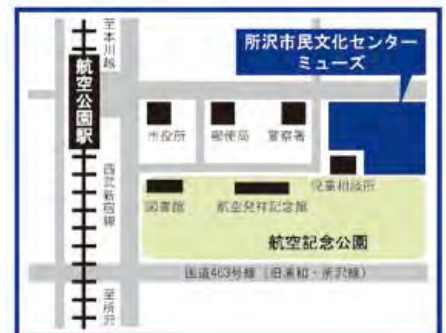 至本川越
航空公園駅
西武新宿線
至所沢
所沢市民文化センター
ミューズ
市役所
郵便局
警察署
児童相談所
図書館
航空発祥記念館
航空記念公園
国道463号線（旧浦和・所沢線）